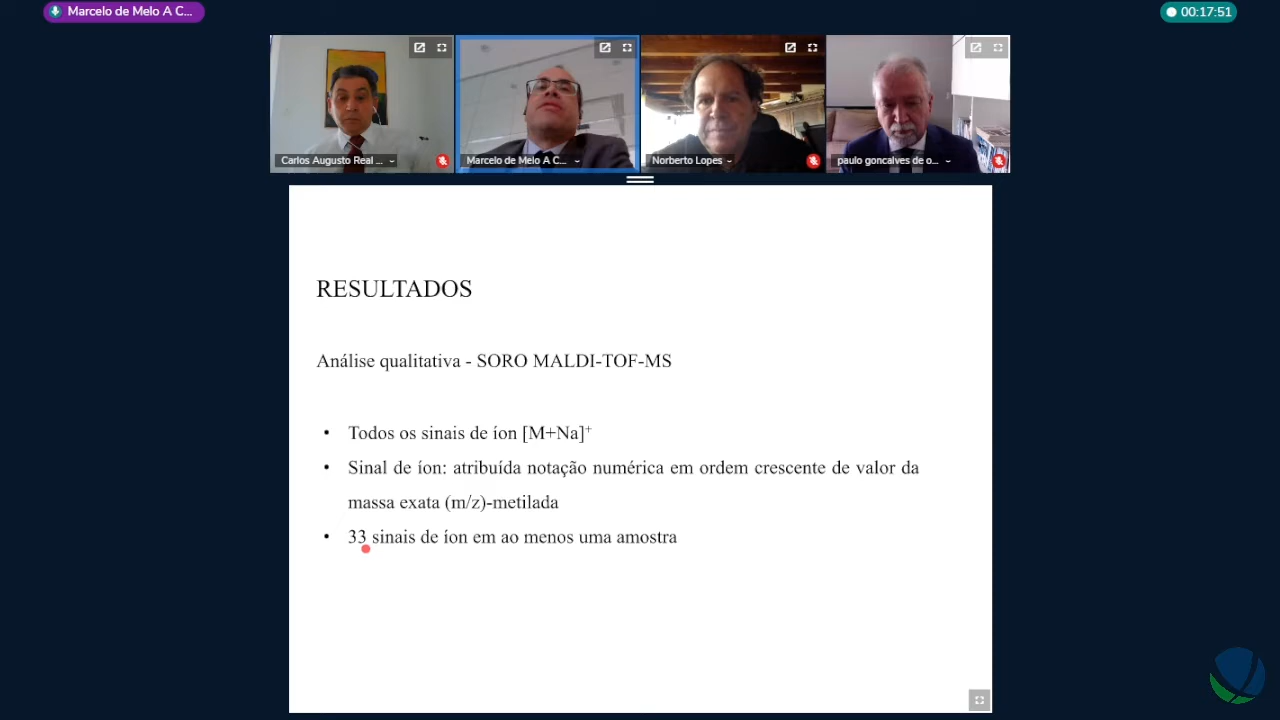 Marcelo de Melo A C...
00:17:51
Carlos Augusto Real ...
Marcelo de Melo A C...
Norberto Lopes
paulo goncalves de o...
RESULTADOS
Análise qualitativa - SORO MALDI-TOF-MS
• Todos os sinais de íon [M+Na]⁺
• Sinal de íon: atribuída notação numérica em ordem crescente de valor da
massa exata (m/z)-metilada
• 33 sinais de íon em ao menos uma amostra